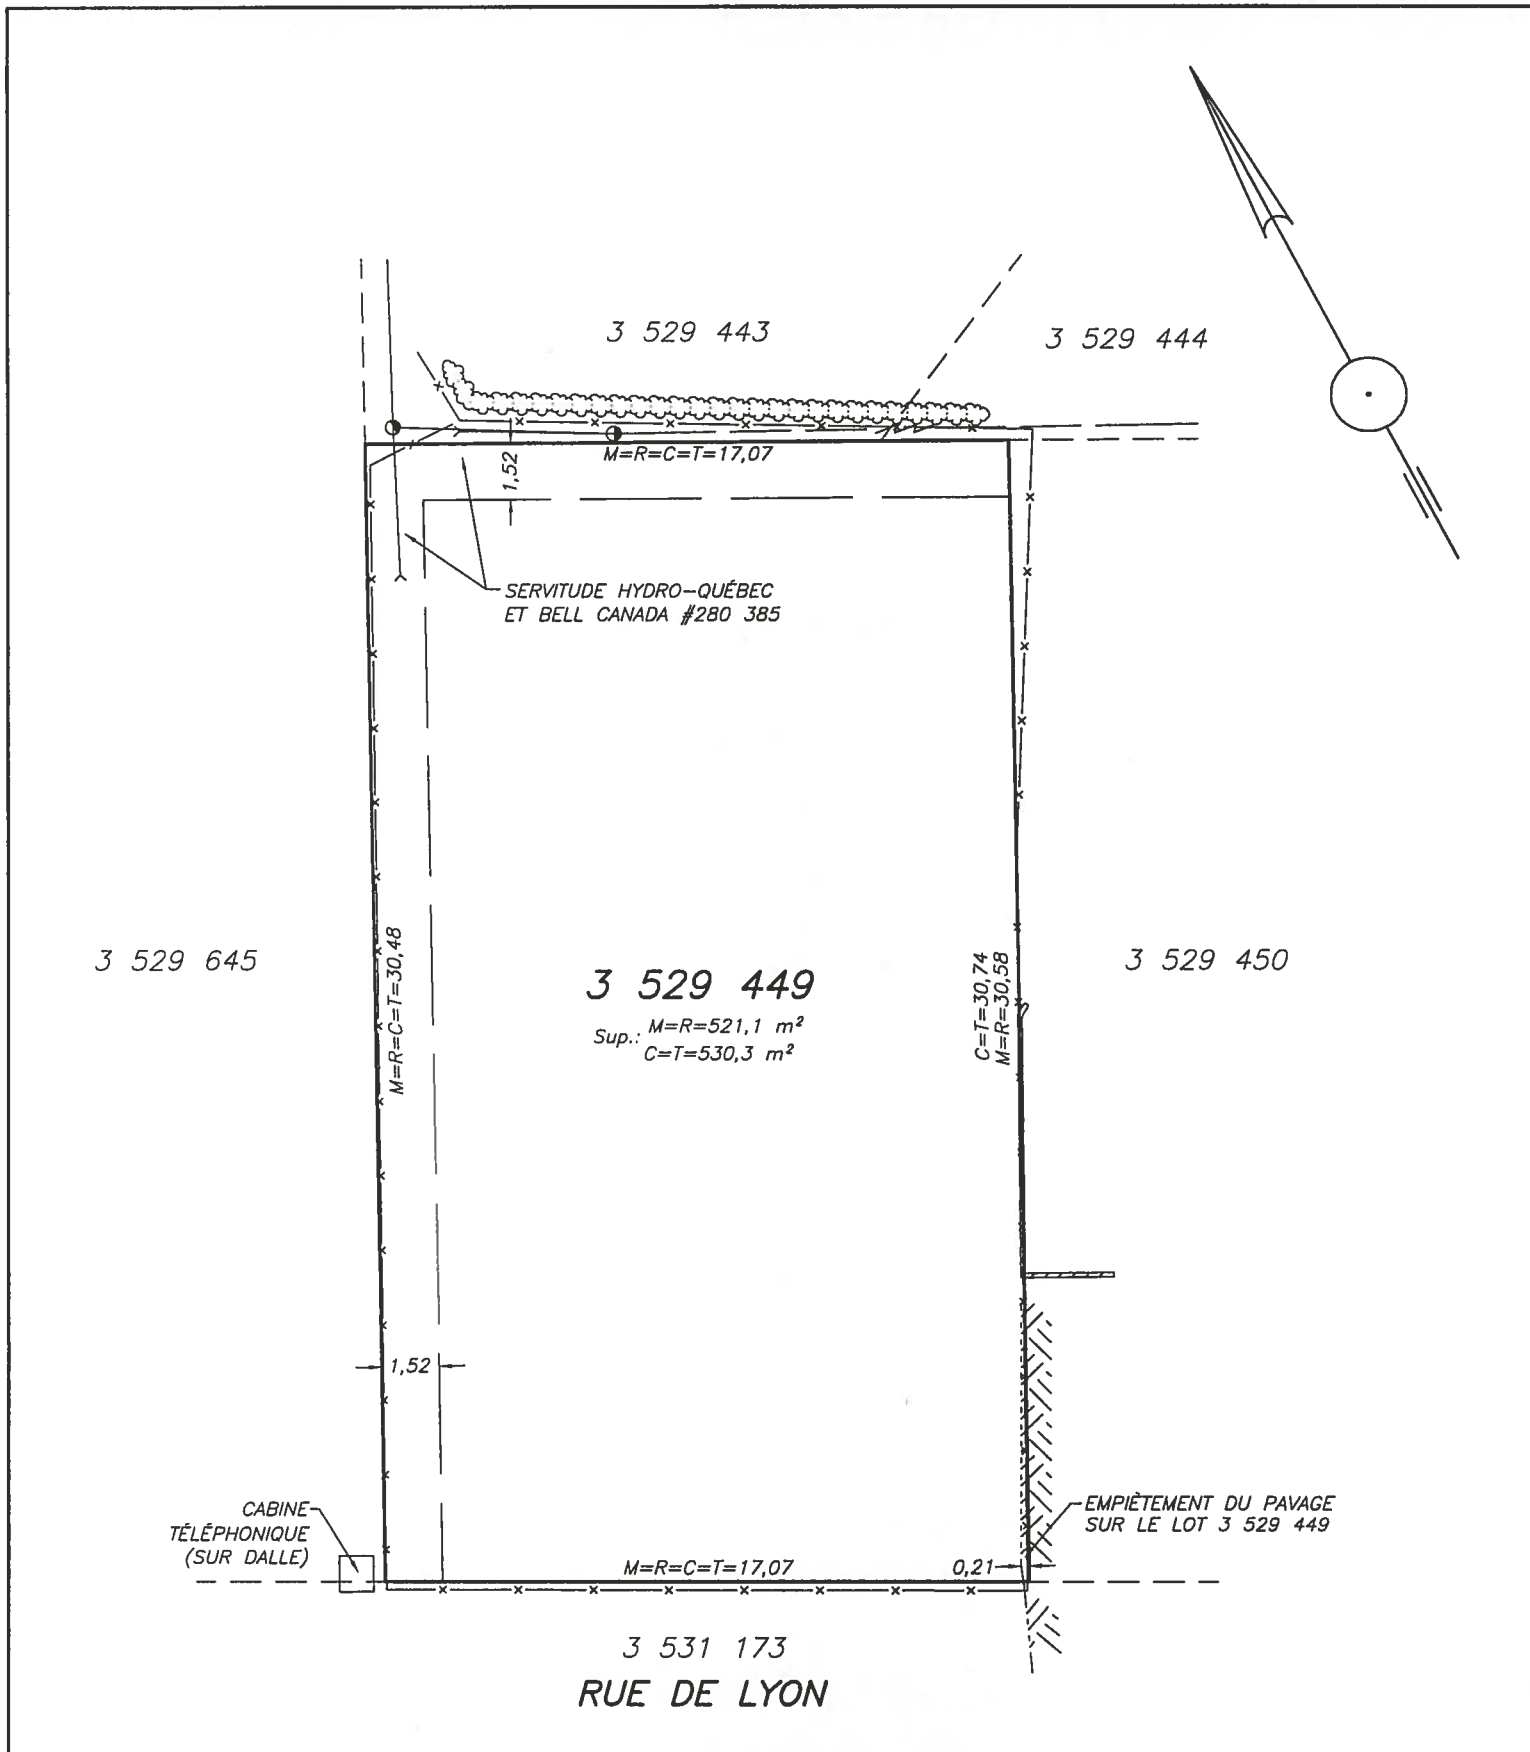 3 529 443
3 529 444
M=R=C=T=17,07
1,52
SERVITUDE HYDRO-QUÉBEC
ET BELL CANADA #280 385
3 529 645
M=R=C=T=30,48
3 529 449
Sup.: M=R=521,1 m²
C=T=530,3 m²
C=T=30,74
M=R=30,58
3 529 450
1,52
CABINE
TÉLÉPHONIQUE
(SUR DALLE)
EMPIÈTEMENT DU PAVAGE
SUR LE LOT 3 529 449
M=R=C=T=17,07
0,21
3 531 173
RUE DE LYON